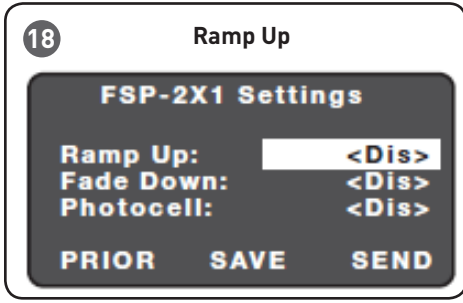 18
Ramp Up
FSP-2X1 Settings
Ramp Up: <Dis>
Fade Down: <Dis>
Photocell: <Dis>
PRIOR SAVE SEND